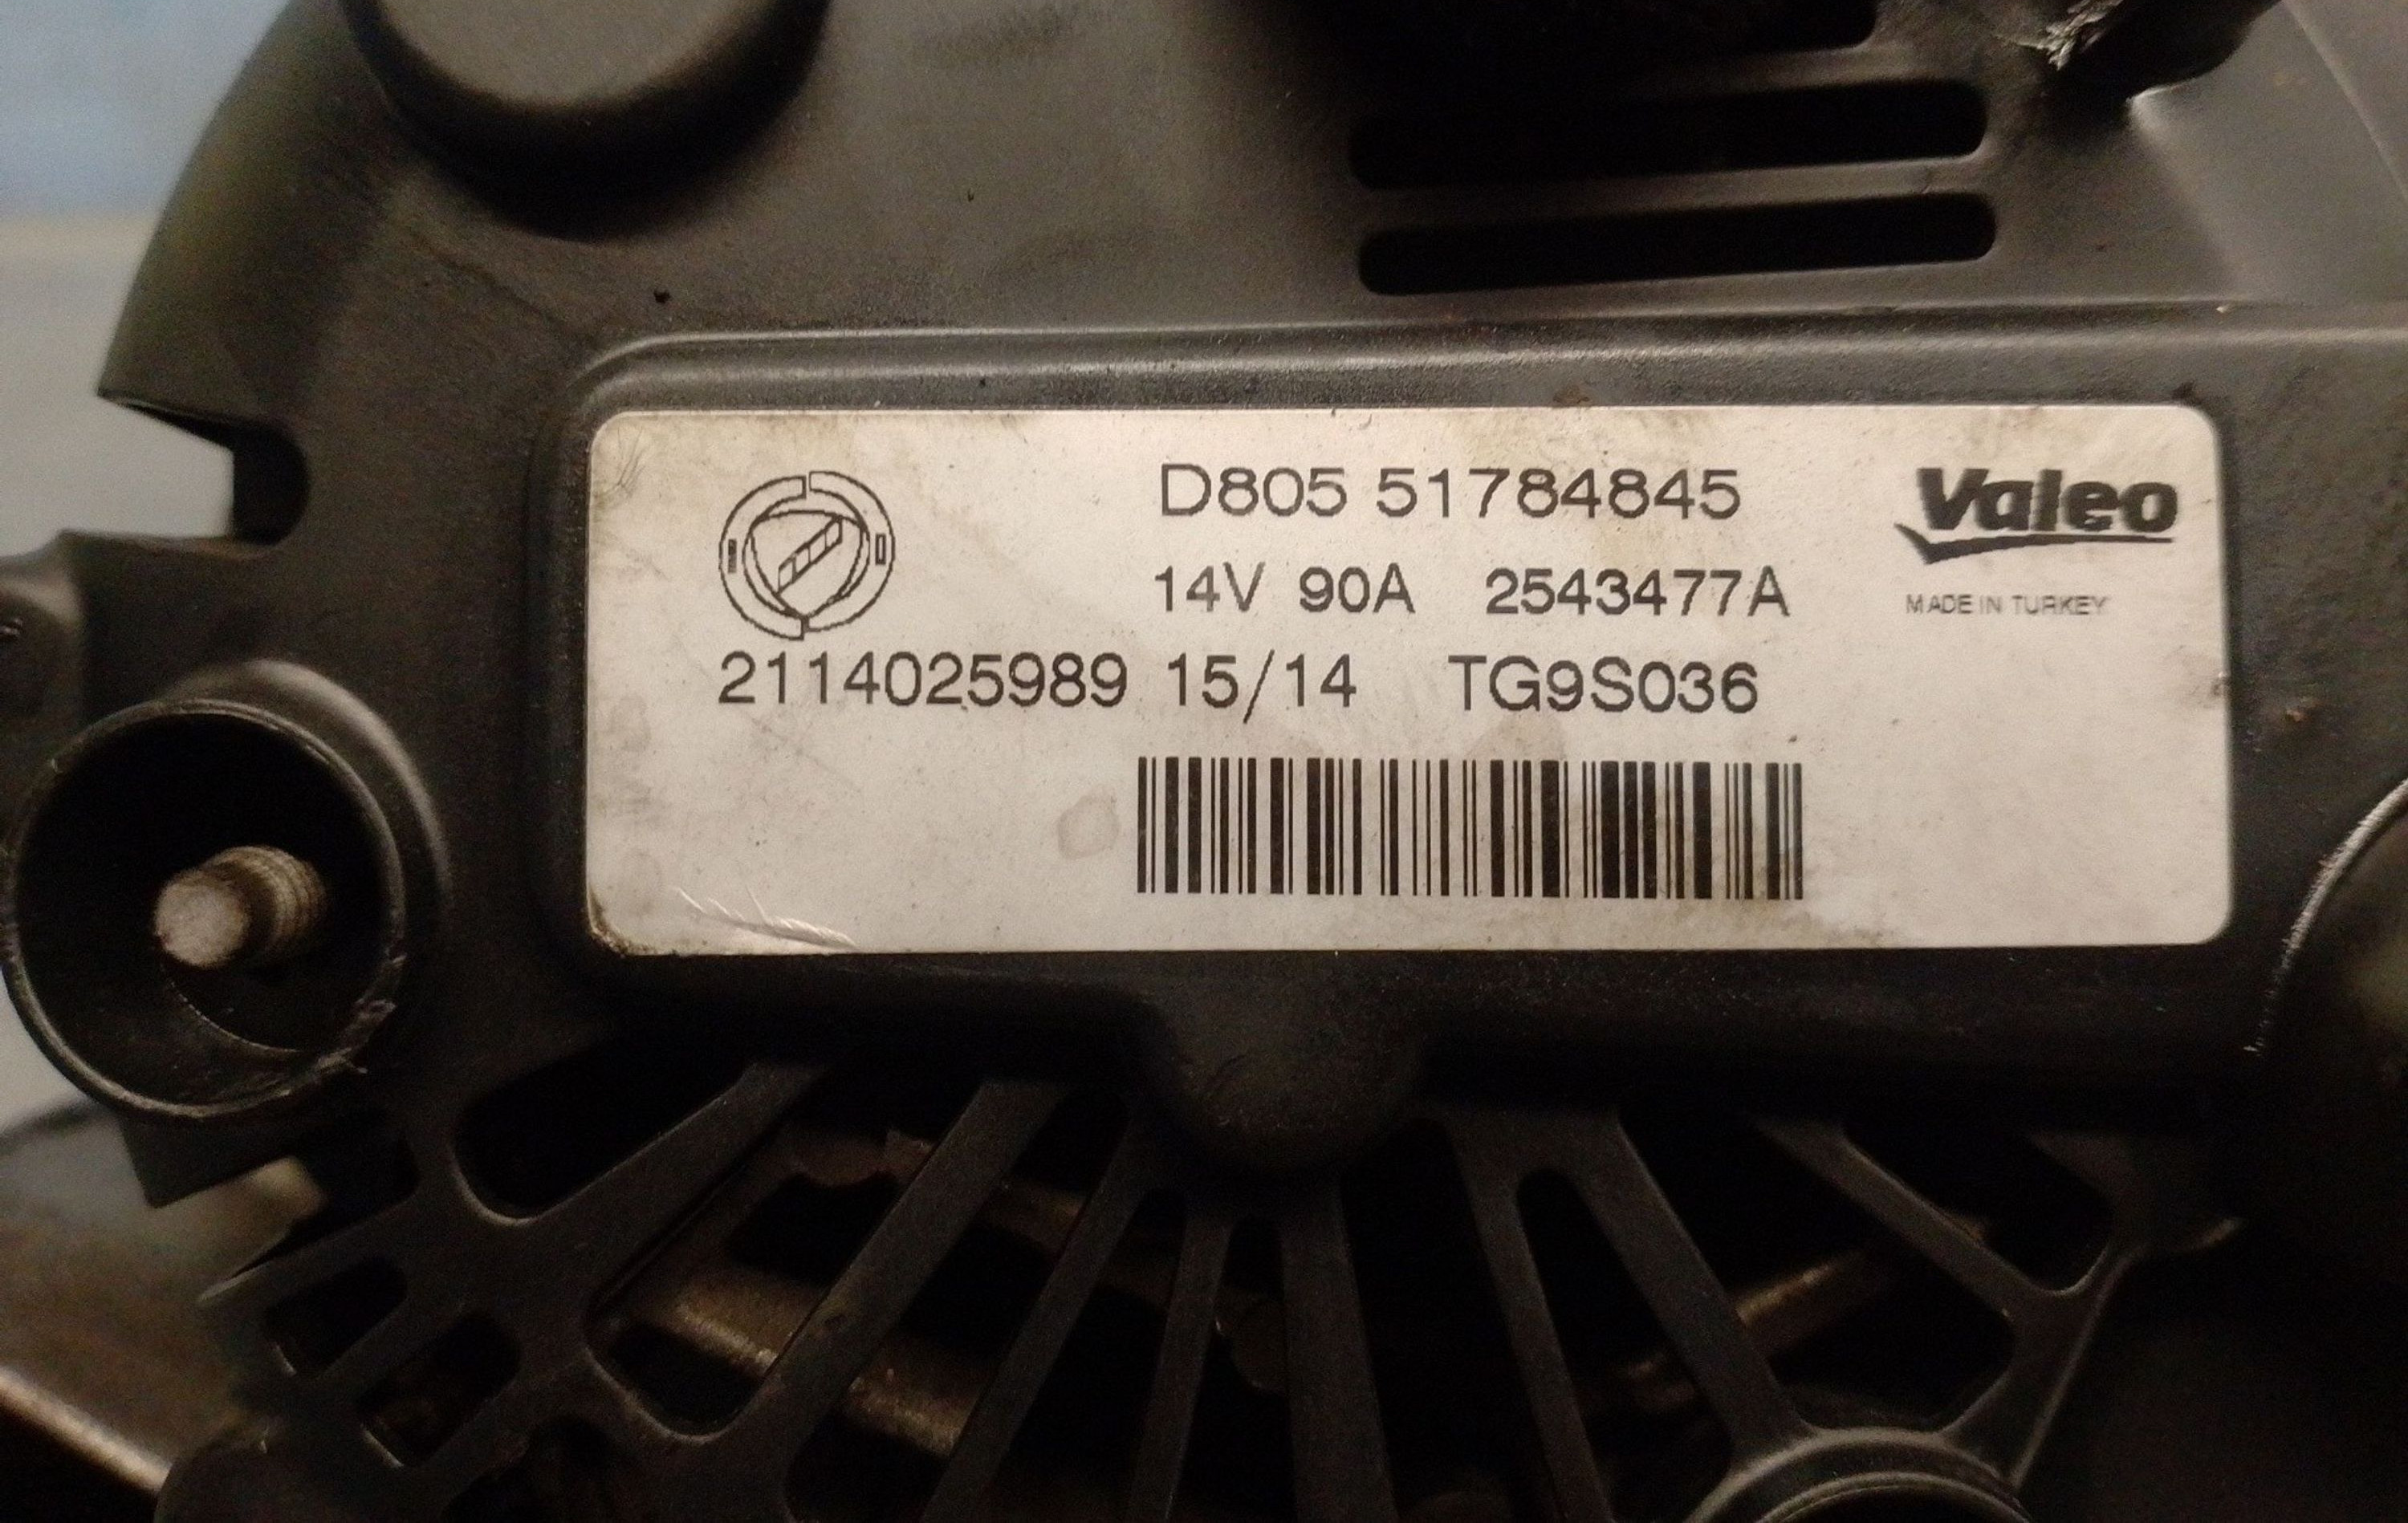 D805 51784845
Valeo
14V 90A 2543477A
MADE IN TURKEY
2114025989 15/14 TG9S036